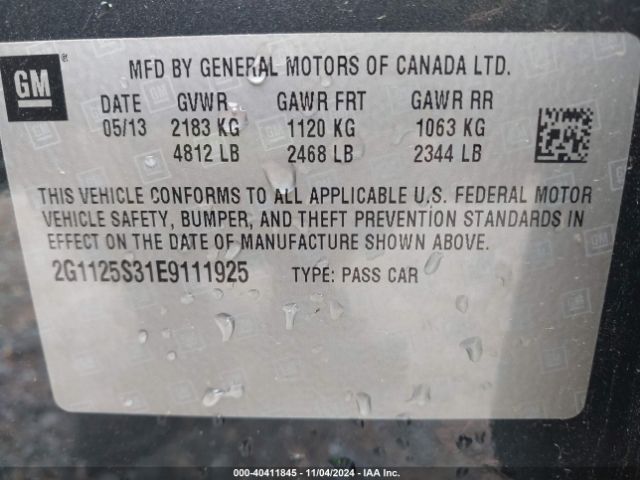 GM
®
MFD BY GENERAL MOTORS OF CANADA LTD.
DATE GVWR GAWR FRT GAWR RR
05/13 2183 KG 1120 KG 1063 KG
4812 LB 2468 LB 2344 LB
THIS VEHICLE CONFORMS TO ALL APPLICABLE U.S. FEDERAL MOTOR
VEHICLE SAFETY, BUMPER, AND THEFT PREVENTION STANDARDS IN
EFFECT ON THE DATE OF MANUFACTURE SHOWN ABOVE.
2G1125S31E9111925 TYPE: PASS CAR
000-40411845 - 11/04/2024 - IAA Inc.